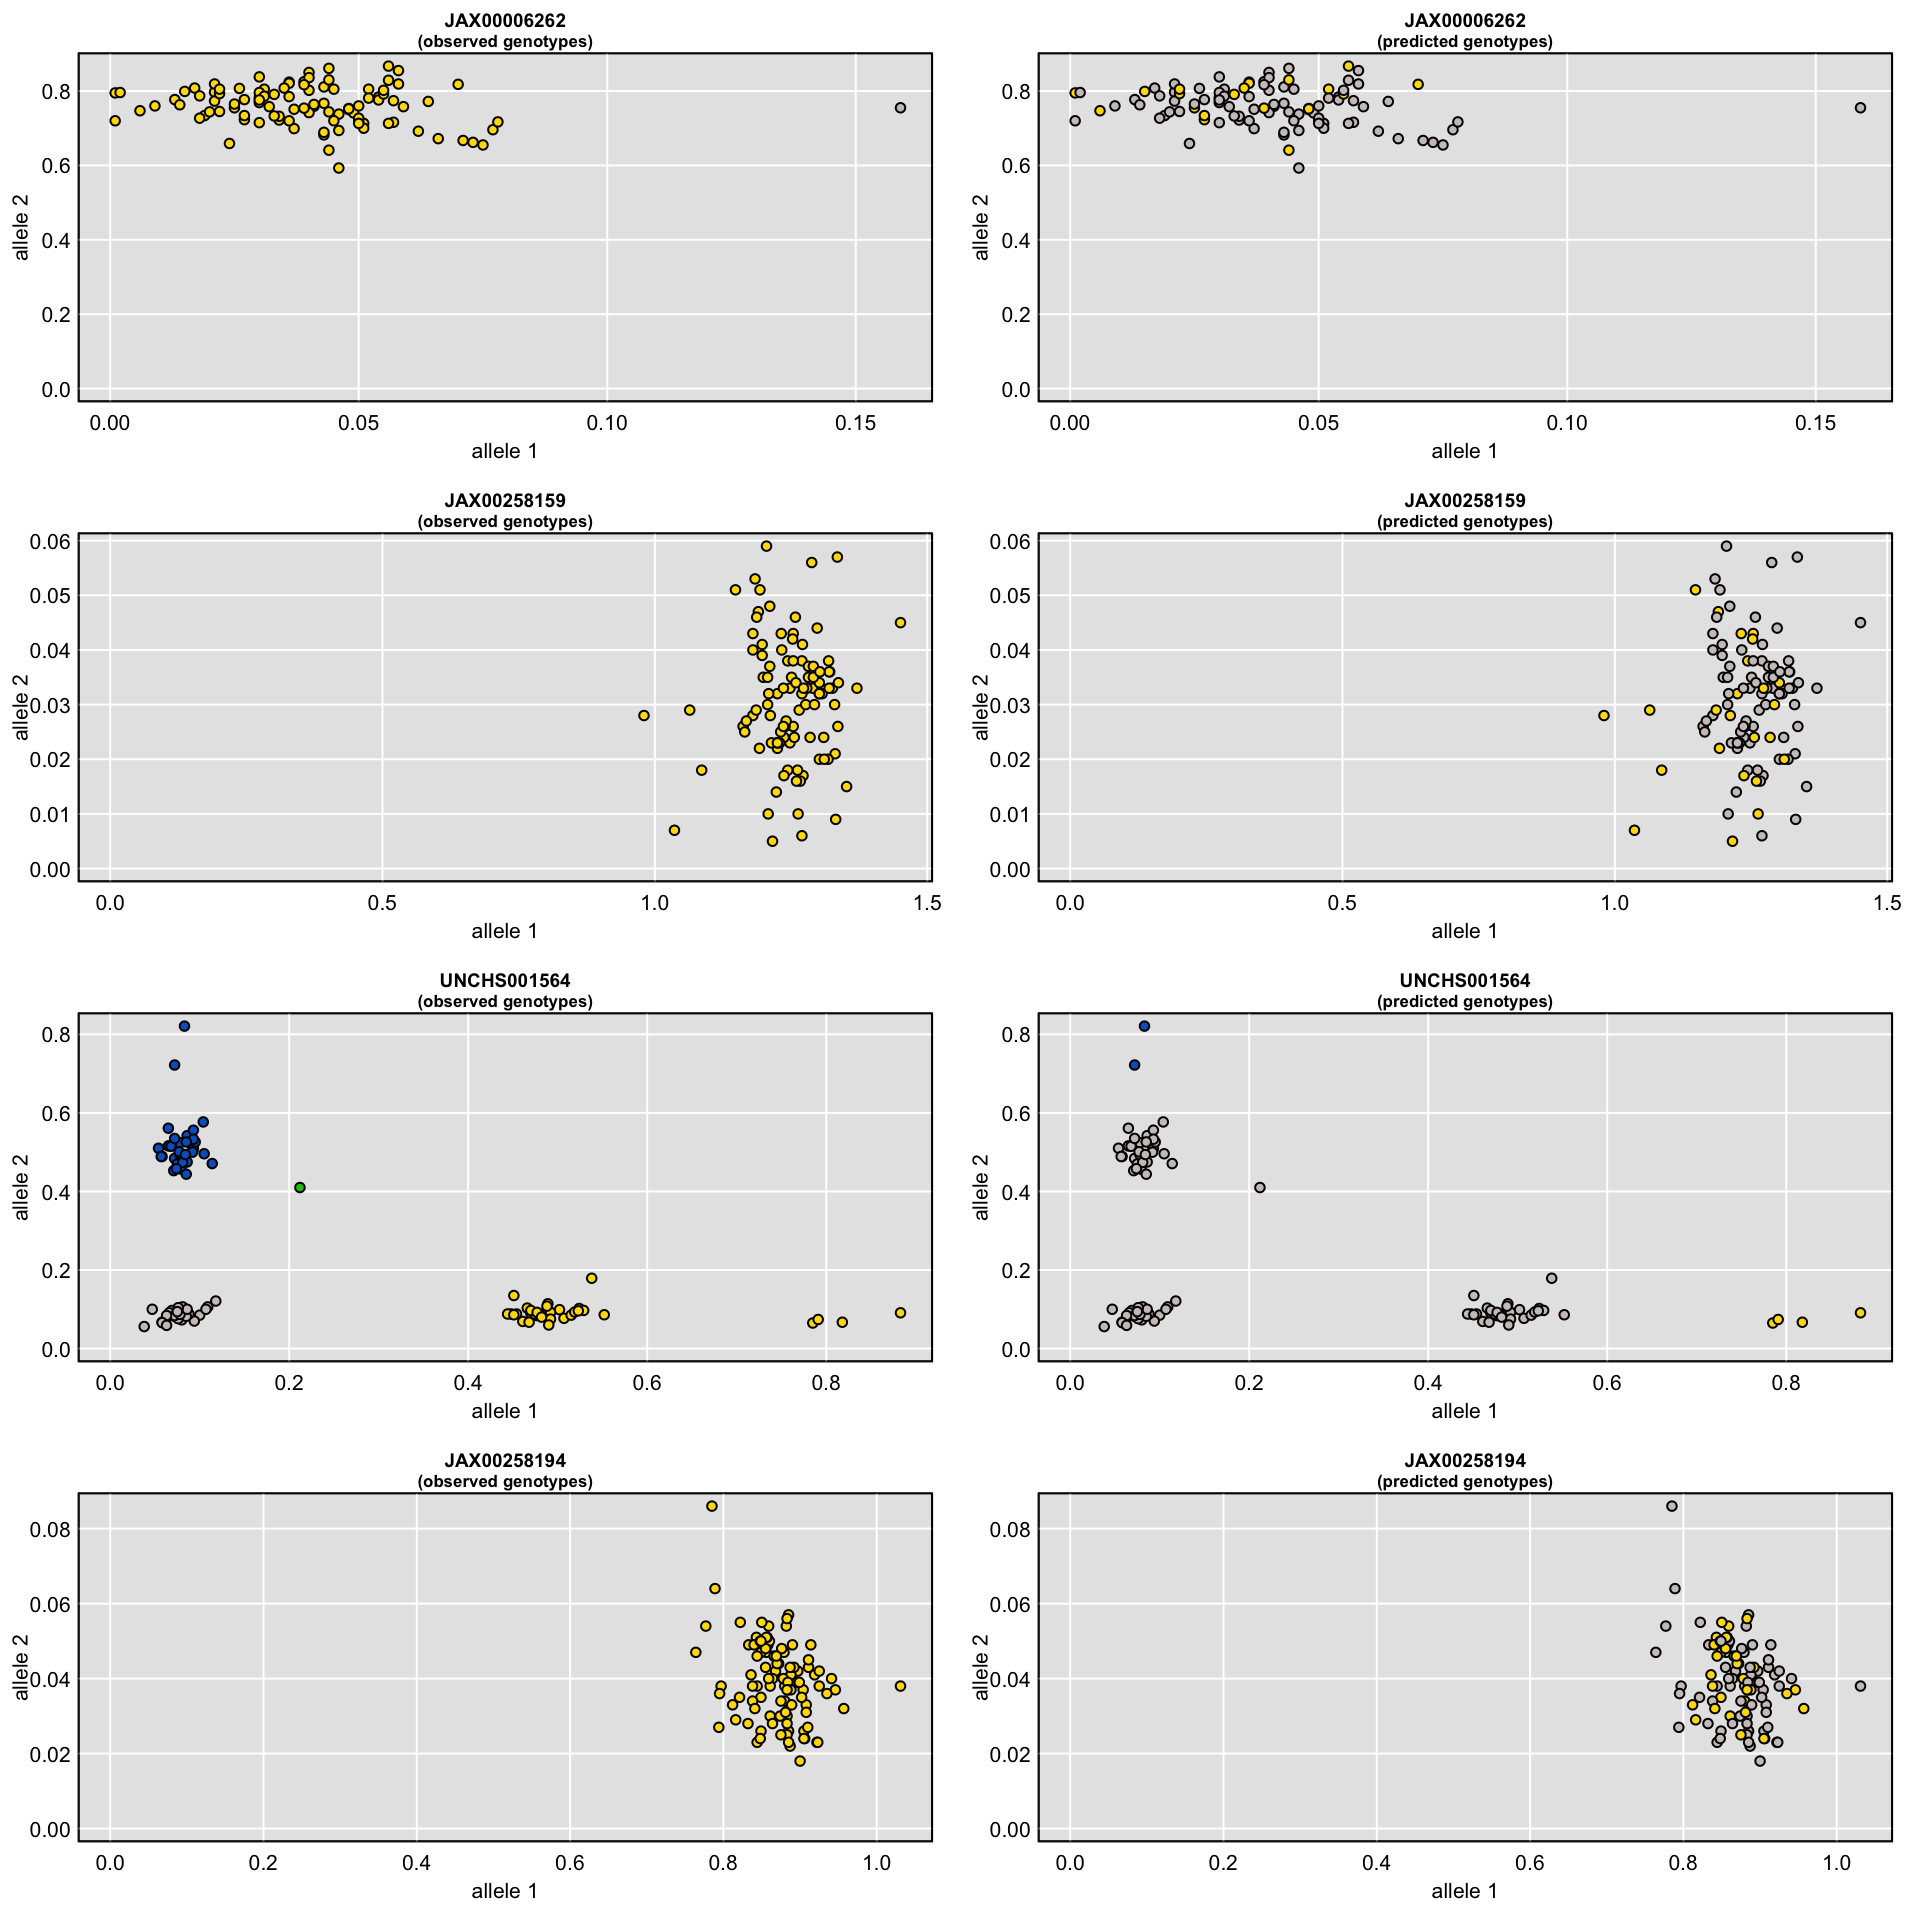 JAX00006262
(observed genotypes)
0.8
0.6
0.4
0.2
0.0
allele 2
0.00 0.05 0.10 0.15
allele 1
JAX00006262
(predicted genotypes)
0.8
0.6
0.4
0.2
0.0
allele 2
0.00 0.05 0.10 0.15
allele 1
JAX00258159
(observed genotypes)
0.06
0.05
0.04
0.03
0.02
0.01
0.00
allele 2
0.0 0.5 1.0 1.5
allele 1
JAX00258159
(predicted genotypes)
0.06
0.05
0.04
0.03
0.02
0.01
0.00
allele 2
0.0 0.5 1.0 1.5
allele 1
UNCHS001564
(observed genotypes)
0.8
0.6
0.4
0.2
0.0
allele 2
0.0 0.2 0.4 0.6 0.8
allele 1
UNCHS001564
(predicted genotypes)
0.8
0.6
0.4
0.2
0.0
allele 2
0.0 0.2 0.4 0.6 0.8
allele 1
JAX00258194
(observed genotypes)
0.08
0.06
0.04
0.02
0.00
allele 2
0.0 0.2 0.4 0.6 0.8 1.0
allele 1
JAX00258194
(predicted genotypes)
0.08
0.06
0.04
0.02
0.00
allele 2
0.0 0.2 0.4 0.6 0.8 1.0
allele 1